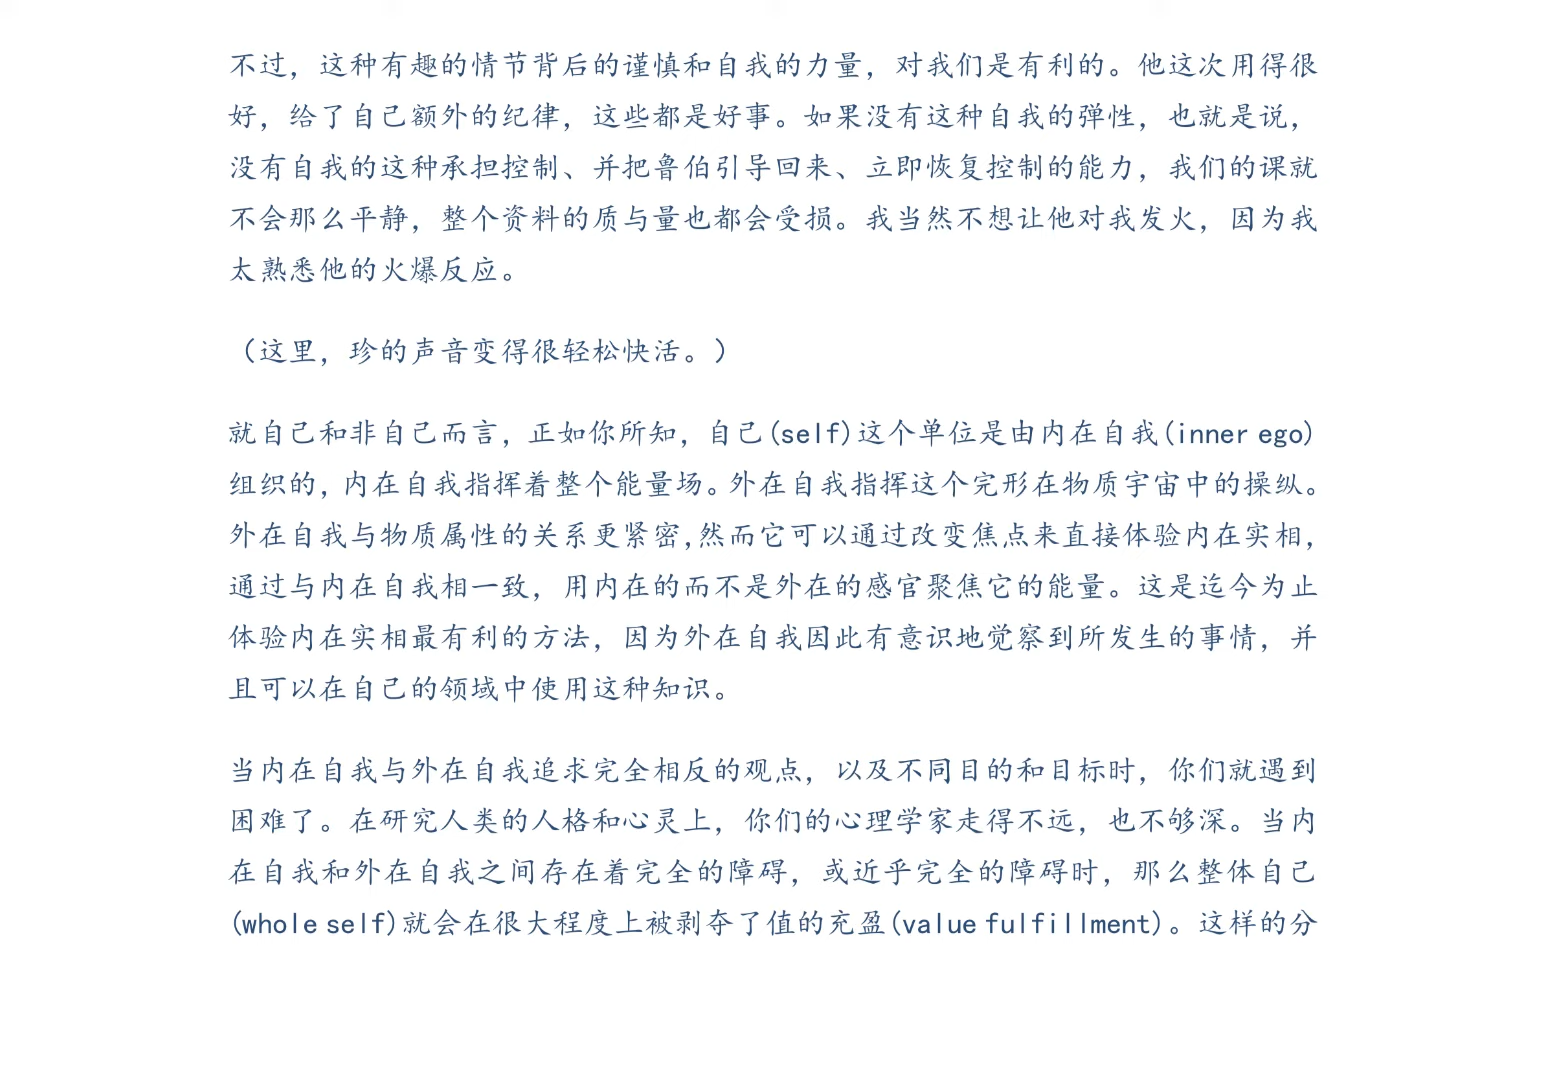 不过，这种有趣的情节背后的谨慎和自我的力量，对我们是有利的。他这次用得很
好，给了自己额外的纪律，这些都是好事。如果没有这种自我的弹性，也就是说，
没有自我的这种承担控制、并把鲁伯引导回来、立即恢复控制的能力，我们的课就
不会那么平静，整个资料的质与量也都会受损。我当然不想让他对我发火，因为我
太熟悉他的火爆反应。
（这里，珍的声音变得很轻松快活。）
就自己和非自己而言，正如你所知，自己(self)这个单位是由内在自我(inner ego)
组织的，内在自我指挥着整个能量场。外在自我指挥这个完形在物质宇宙中的操纵。
外在自我与物质属性的关系更紧密，然而它可以通过改变焦点来直接体验内在实相，
通过与内在自我相一致，用内在的而不是外在的感官聚焦它的能量。这是迄今为止
体验内在实相最有利的方法，因为外在自我因此有意识地觉察到所发生的事情，并
且可以在自己的领域中使用这种知识。
当内在自我与外在自我追求完全相反的观点，以及不同目的和目标时，你们就遇到
困难了。在研究人类的人格和心灵上，你们的心理学家走得不远，也不够深。当内
在自我和外在自我之间存在着完全的障碍，或近乎完全的障碍时，那么整体自己
(whole self)就会在很大程度上被剥夺了值的充盈(value fulfillment)。这样的分